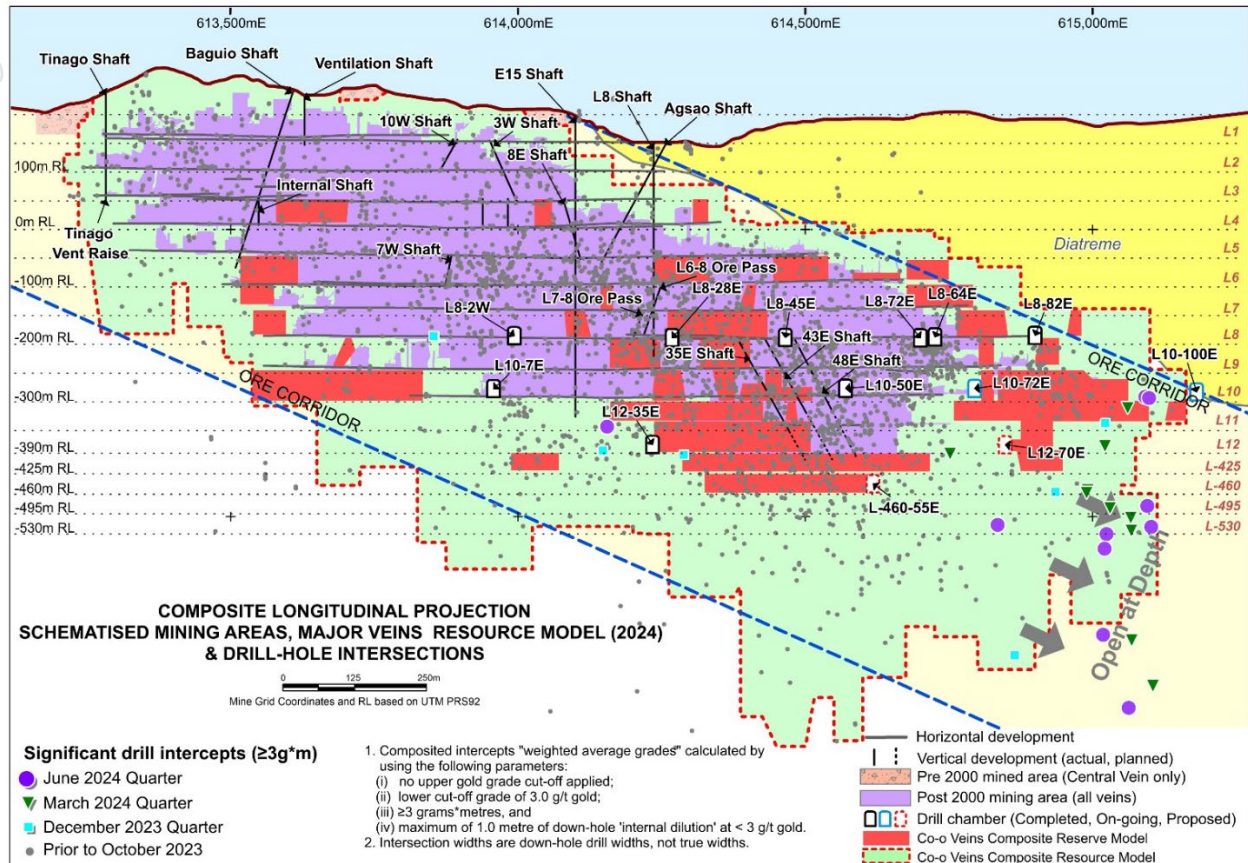 613,500mE
614,000mE
614,500mE
615,000mE
Tinago Shaft
Baguio Shaft
Ventilation Shaft
E15 Shaft
L8 Shaft
Agsao Shaft
10W Shaft
3W Shaft
8E Shaft
L1
L2
100m RL
Internal Shaft
L3
0m RL
L4
Tinago
Vent Raise
7W Shaft
Diatreme
L5
-100m RL
L6-8 Ore Pass
L6
L7-8 Ore Pass
L8-28E
L8-2W
L8-45E
L8-72E
L8-64E
L8-82E
L7
43E Shaft
L8
-200m RL
35E Shaft
48E Shaft
L9
L10-7E
L10-50E
L10-72E
L10-100E
ORE CORRIDOR
ORE CORRIDOR
L10
-300m RL
L12-35E
L11
L12-70E
L12
-390m RL
-425m RL
L-425
-460m RL
L-460
L-460-55E
-495m RL
L-495
-530m RL
L-530
Open at Depth
COMPOSITE LONGITUDINAL PROJECTION
SCHEMATISED MINING AREAS, MAJOR VEINS RESOURCE MODEL (2024)
& DRILL-HOLE INTERSECTIONS
0 125 250m
Mine Grid Coordinates and RL based on UTM PRS92
Significant drill intercepts (≥3g*m)
June 2024 Quarter
March 2024 Quarter
December 2023 Quarter
Prior to October 2023
1. Composited intercepts "weighted average grades" calculated by
using the following parameters:
(i) no upper gold grade cut-off applied;
(ii) lower cut-off grade of 3.0 g/t gold;
(iii) ≥3 grams*metres, and
(iv) maximum of 1.0 metre of down-hole 'internal dilution' at < 3 g/t gold.
2. Intersection widths are down-hole drill widths, not true widths.
Horizontal development
Vertical development (actual, planned)
Pre 2000 mined area (Central Vein only)
Post 2000 mining area (all veins)
Drill chamber (Completed, On-going, Proposed)
Co-o Veins Composite Reserve Model
Co-o Veins Composite Resource Model